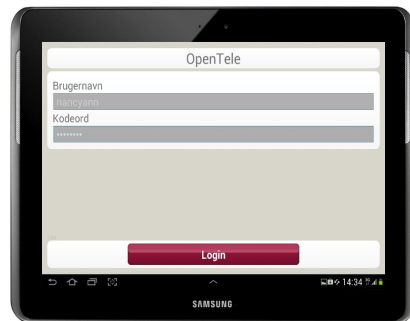 OpenTele
Brugernavn
nancyann
Kodeord
••••••••
Login
14:34
SAMSUNG